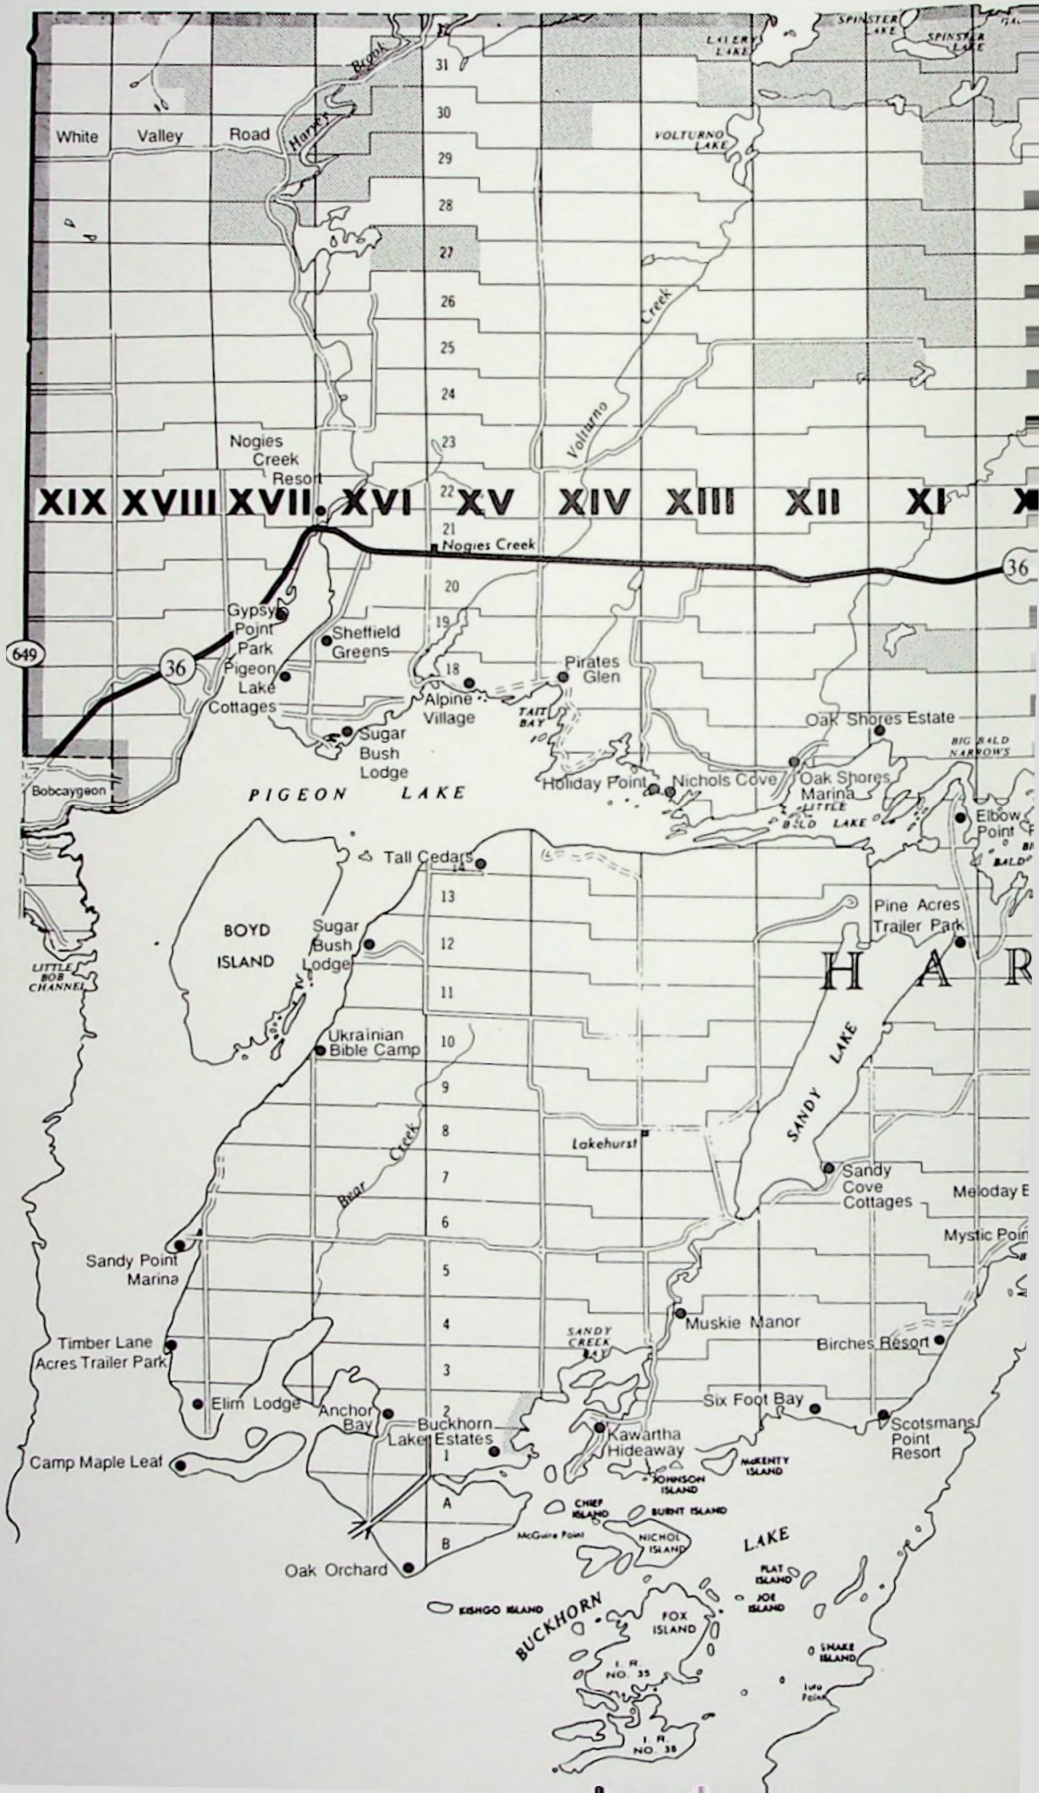 SPINSTER
LAKE
LAVERY
LAKE
SPINSTER
LAKE
Brook
31
Harvey
30
White Valley Road
VOLTURNO
LAKE
29
28
27
26
Creek
25
24
Volturno
23
Nogies
Creek
Resort
22
XIX XVIII XVII XVI XV XIV XIII XII XI X
21
Nogies Creek
36
20
Gypsy
Point
Park
19
Sheffield
Greens
649
36
Pigeon
Lake
Cottages
18
Pirates
Glen
Alpine
Village
TAIT
BAY
Oak Shores Estate
Sugar
Bush
Lodge
BIG BALD
NARROWS
Holiday Point
Nichols Cove
Oak Shores
Marina
Bobcaygeon
PIGEON LAKE
LITTLE
BALD LAKE
Elbow
Point
BALD
Tall Cedars
14
13
Pine Acres
Trailer Park
BOYD
ISLAND
Sugar
Bush
Lodge
12
LITTLE
BOB
CHANNEL
H A R
11
Ukrainian
Bible Camp
10
SANDY LAKE
9
Creek
8
Lakehurst
Bear
7
Sandy
Cove
Cottages
Meloday
6
Mystic
Sandy Point
Marina
5
Muskie Manor
4
SANDY
CREEK
BAY
Birches Resort
Timber Lane
Acres Trailer Park
3
Elim Lodge
Anchor
Bay
2
Six Foot Bay
Buckhorn
Lake Estates
1
Kawartha
Hideaway
Scotsmans
Point
Resort
Camp Maple Leaf
McKENTY
ISLAND
JOHNSON
ISLAND
A
CHIEF
ISLAND
BURNT ISLAND
McGuire Point
NICHOL
ISLAND
B
LAKE
Oak Orchard
FLAT
ISLAND
JOE
ISLAND
KISHGO ISLAND
BUCKHORN
FOX
ISLAND
SNAKE
ISLAND
I. R.
NO. 35
Point
I. R.
NO. 36